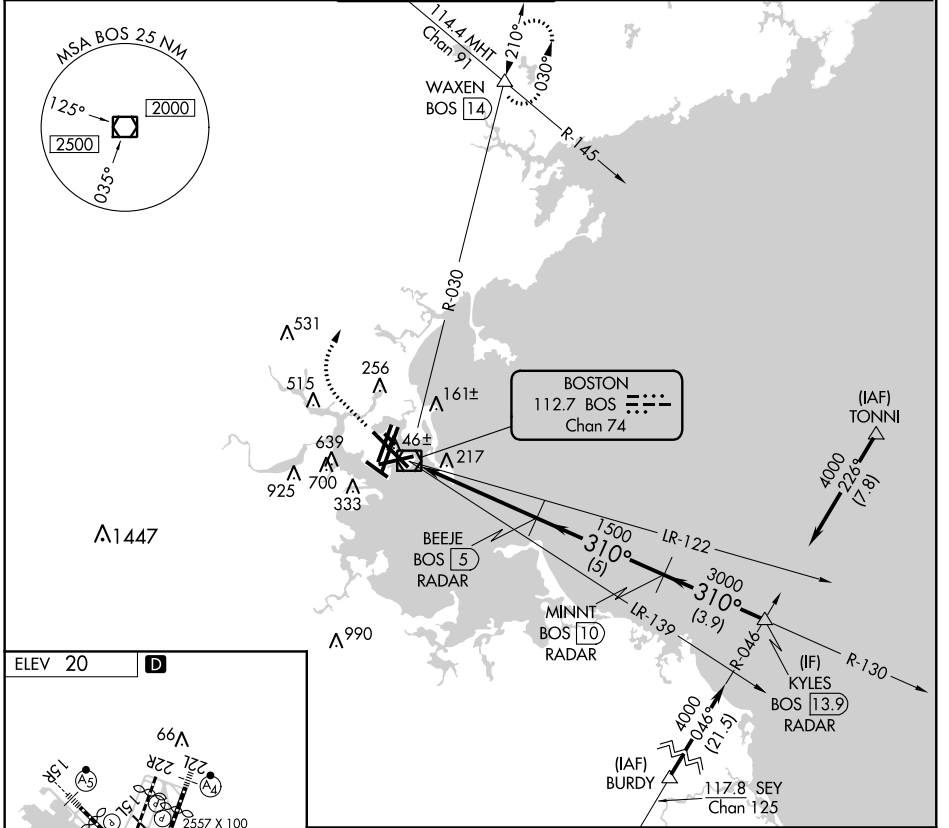 MSA BOS 25 NM
125°
2000
2500
035°
114.4 MHT
Chan 91
210°
030°
WAXEN
BOS 14
R-145
R-030
531
256
515
161±
BOSTON
112.7 BOS
Chan 74
(IAF)
TONNI
4000
226°
(7.8)
639
46±
217
700
925
333
1447
BEEJE
BOS 5
RADAR
1500
310°
(5)
LR-122
3000
310°
(3.9)
MINNT
BOS 10
RADAR
LR-139
R-046
R-130
(IF)
KYLES
BOS 13.9
RADAR
990
4000
046°
(21.5)
(IAF)
BURDY
117.8 SEY
Chan 125
ELEV 20
D
99
22R
22L
15R
A5
A4
15L
P
P
P
2557 X 100